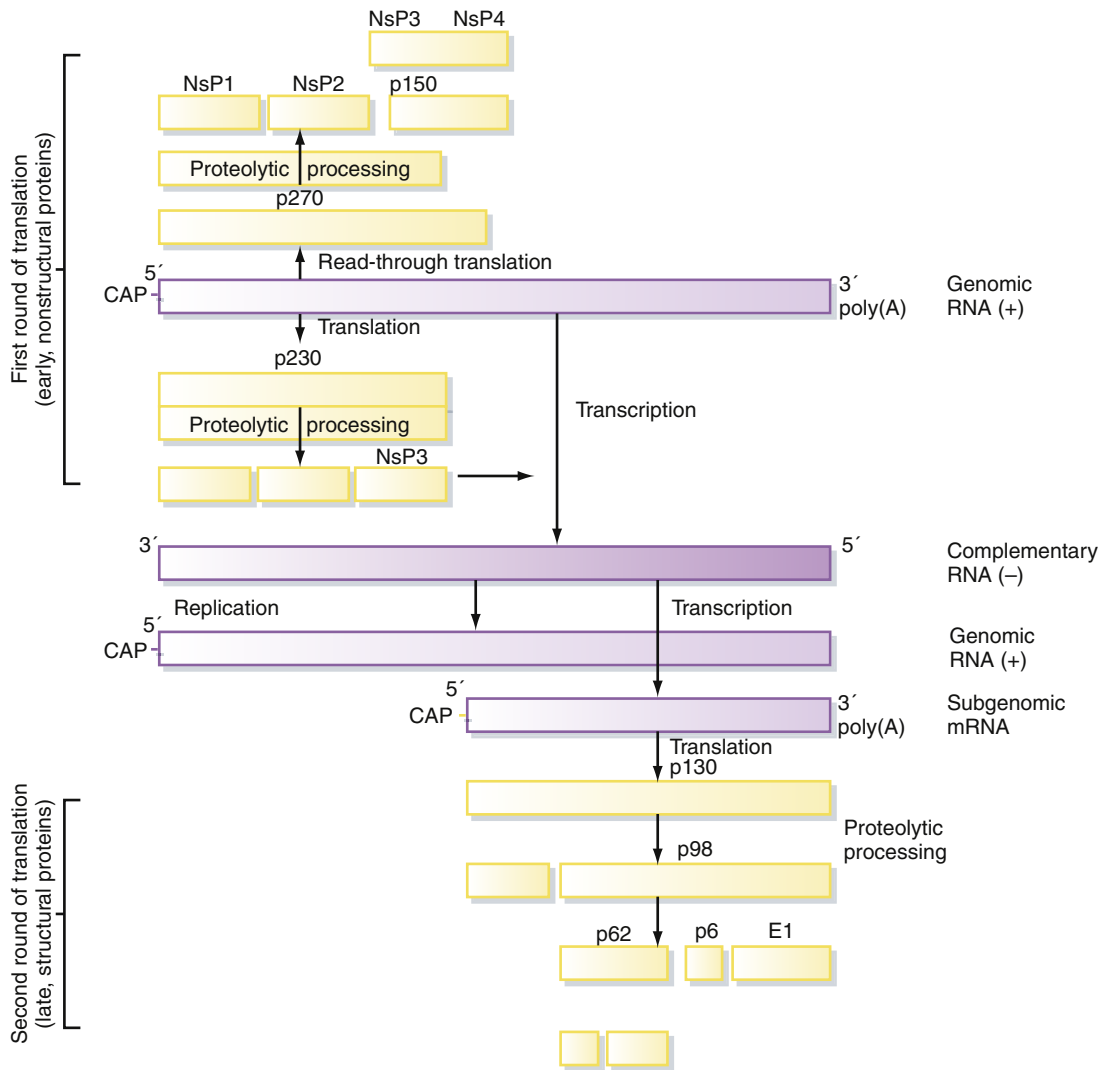 NsP3 NsP4
NsP1 NsP2 p150
Proteolytic processing
p270
Read-through translation
5´
CAP
3´
poly(A)
Genomic
RNA (+)
Translation
p230
Proteolytic processing
NsP3
First round of translation
(early, nonstructural proteins)
Transcription
3´
5´
Complementary
RNA (–)
Replication
Transcription
5´
CAP
Genomic
RNA (+)
5´
CAP
3´
poly(A)
Subgenomic
mRNA
Translation
p130
Proteolytic
processing
p98
p62 p6 E1
Second round of translation
(late, structural proteins)